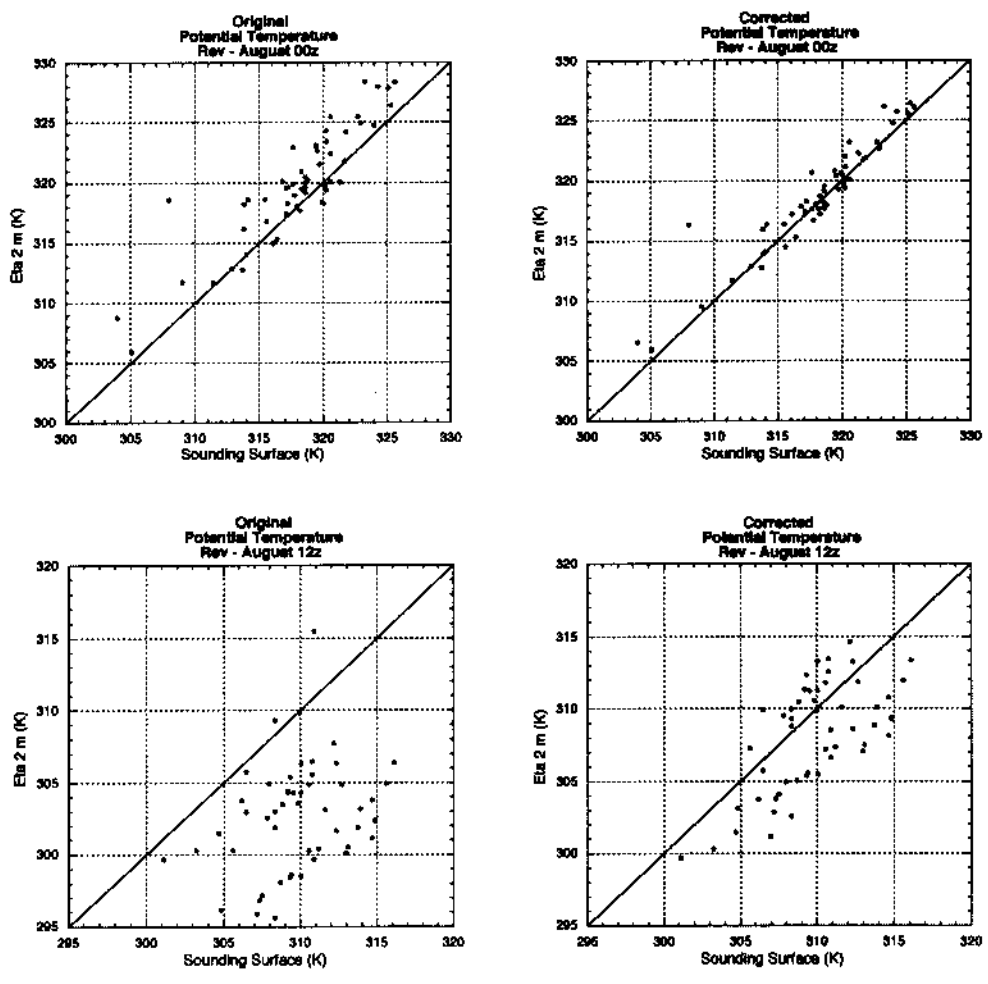 Original
Potential Temperature
Rev - August 00z
330
325
320
315
310
305
300
300 305 310 315 320 325 330
Eta 2 m (K)
Sounding Surface (K)
Corrected
Potential Temperature
Rev - August 00z
330
325
320
315
310
305
300
300 305 310 315 320 325 330
Eta 2 m (K)
Sounding Surface (K)
Original
Potential Temperature
Rev - August 12z
320
315
310
305
300
295
295 300 305 310 315 320
Eta 2 m (K)
Sounding Surface (K)
Corrected
Potential Temperature
Rev - August 12z
320
315
310
305
300
295
295 300 305 310 315 320
Eta 2 m (K)
Sounding Surface (K)